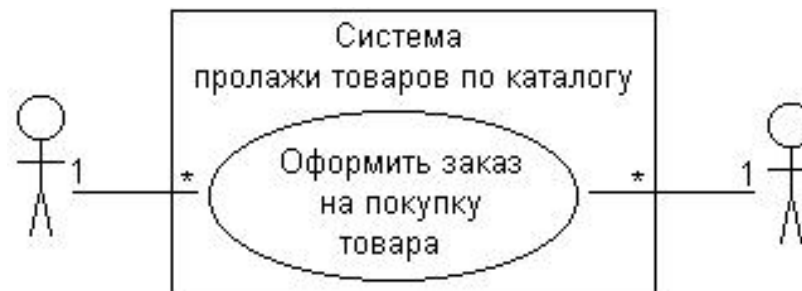 Система
пролажи товаров по каталогу
Оформить заказ
1 * * 1
на покупку
товара